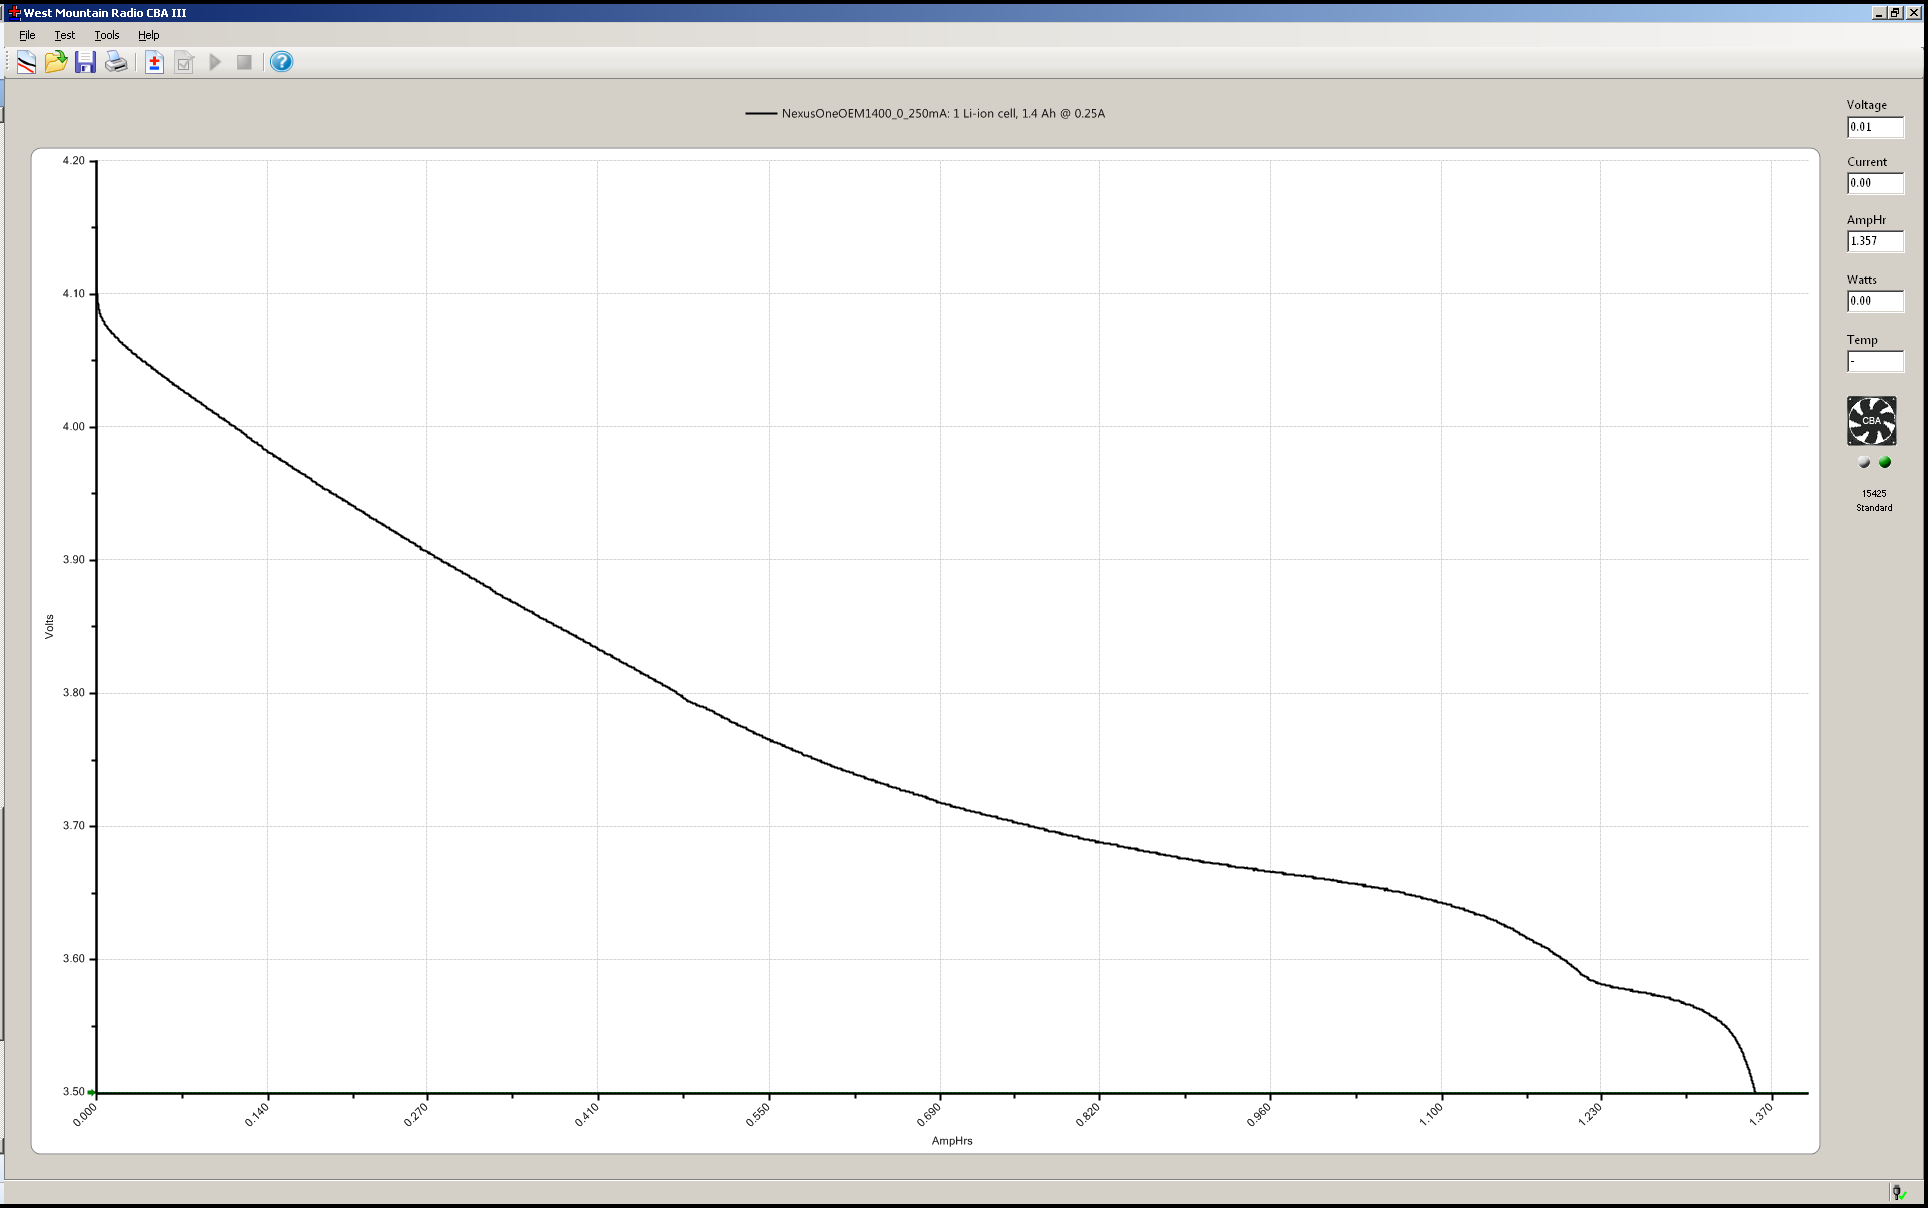 West Mountain Radio CBA III
File Test Tools Help
NexusOneOEM1400_0_250mA: 1 Li-ion cell, 1.4 Ah @ 0.25A
4.20
4.10
4.00
3.90
3.80
3.70
3.60
3.50
Volts
0.000 0.140 0.270 0.410 0.550 0.690 0.820 0.960 1.100 1.230 1.370
AmpHrs
Voltage
0.01
Current
0.00
AmpHr
1.357
Watts
0.00
Temp
-
CBA
15425
Standard